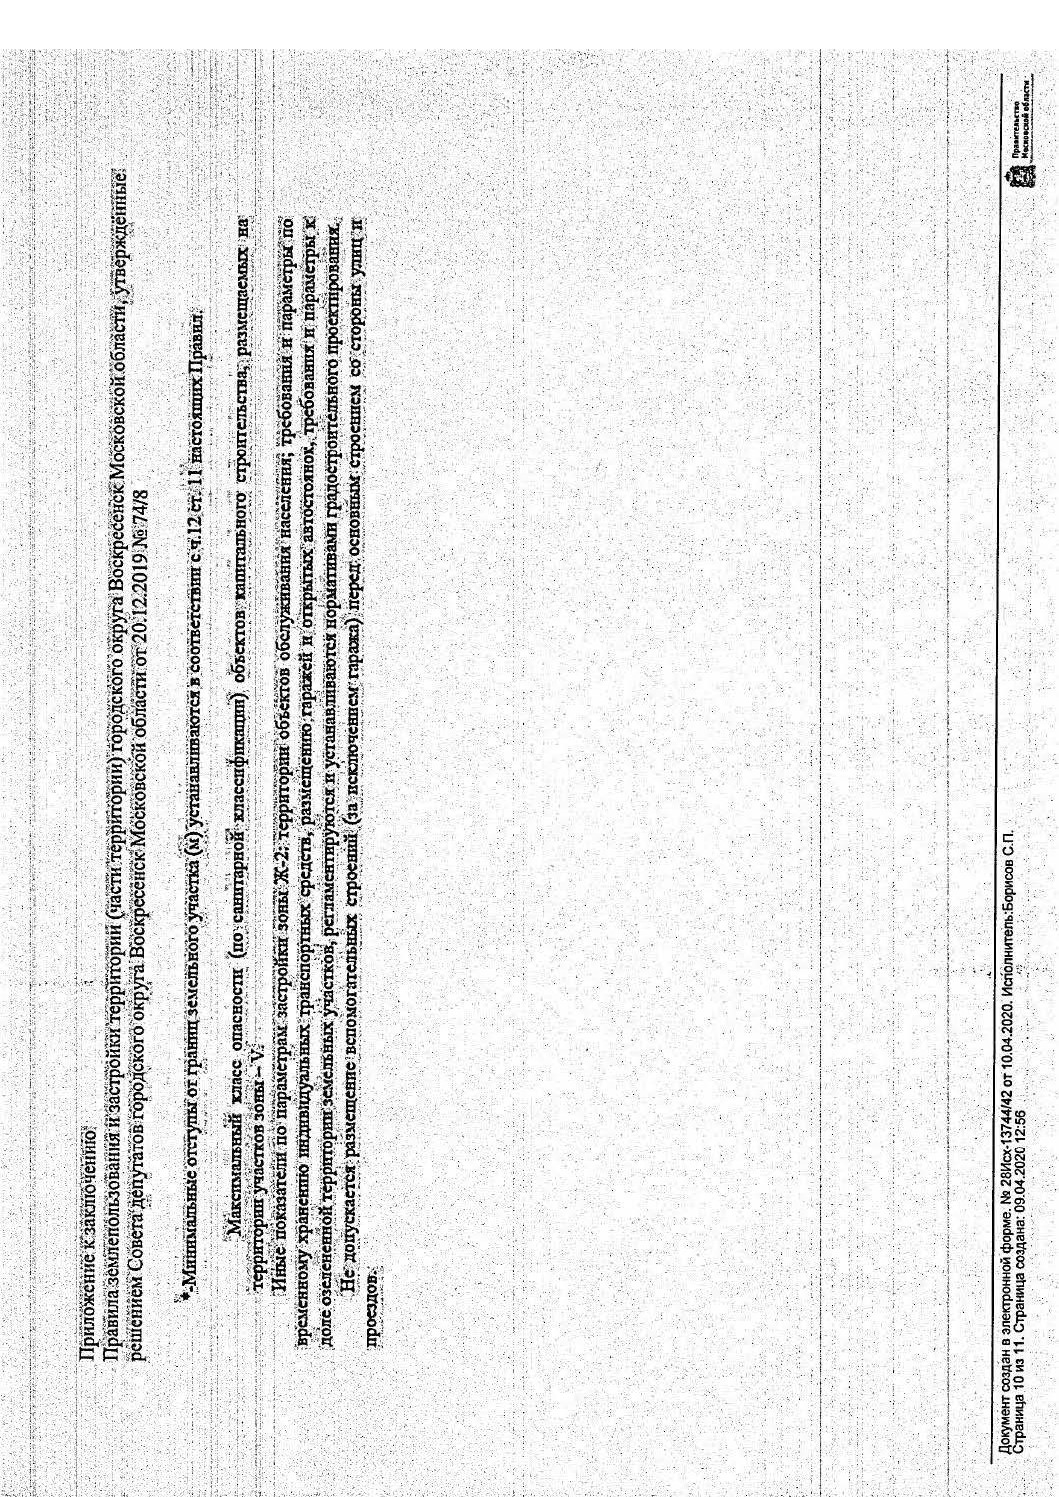 Приложение к заключению
Правила землепользования и застройки территории (части территории) городского округа Воскресенск Московской области, утверждённые
решением Совета депутатов городского округа Воскресенск Московской области от 20.12.2019 № 74/8
*-Минимальные отступы от границ земельного участка (м) устанавливаются в соответствии с ч.12 ст. 11 настоящих Правил.
Максимальный класс опасности (по санитарной классификации) объектов капитального строительства, размещаемых на
территории участков зоны – V.
Иные показатели по параметрам застройки зоны Ж-2: территории объектов обслуживания населения; требования и параметры по
временному хранению индивидуальных транспортных средств, размещению гаражей и открытых автостоянок, требования и параметры к
доле озелененной территории земельных участков, регламентируются и устанавливаются нормативами градостроительного проектирования.
Не допускается размещение вспомогательных строений (за исключением гаража) перед основным строением со стороны улиц и
проездов.
Документ создан в электронной форме. № 28Исх-13744/42 от 10.04.2020. Исполнитель:Борисов С.П.
Страница 10 из 11. Страница создана: 09.04.2020 12:56
Правительство
Московской области